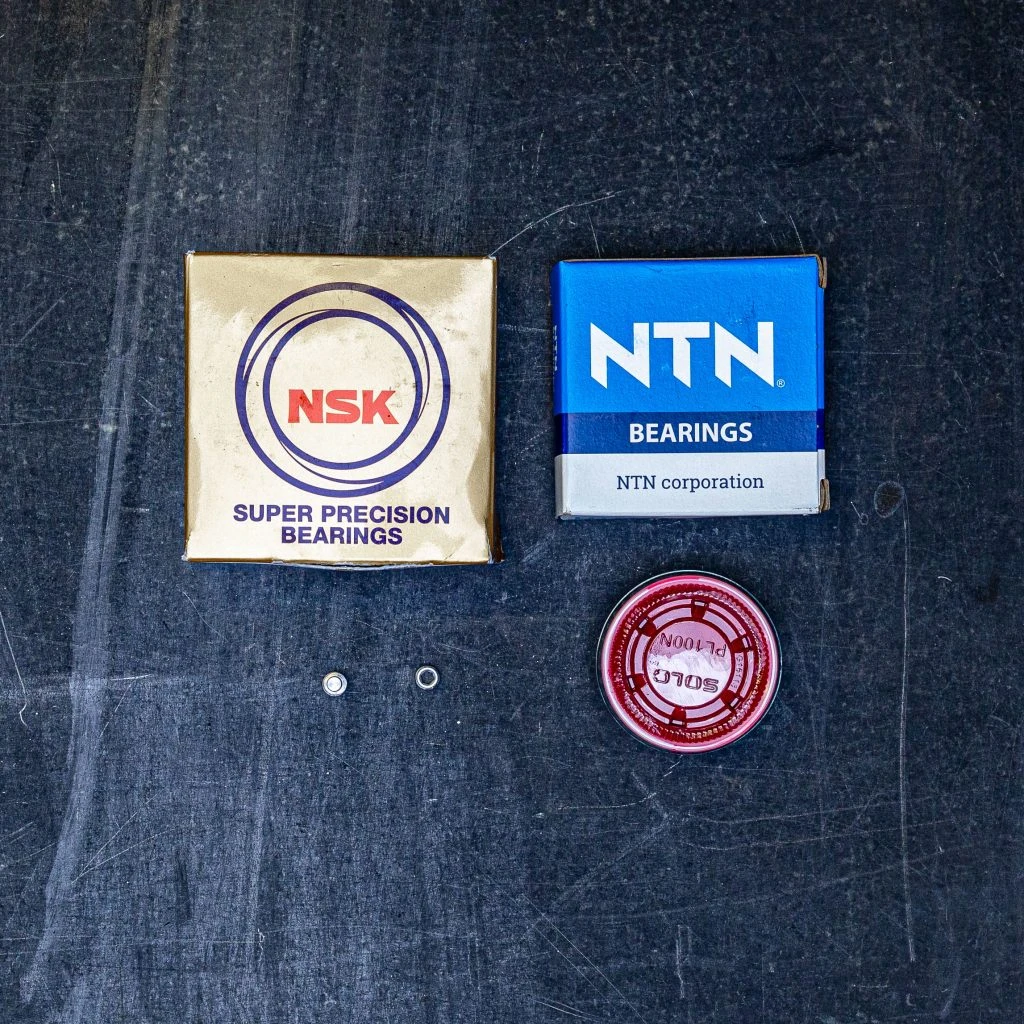 NSK
SUPER PRECISION
BEARINGS
NTN®
BEARINGS
NTN corporation
PL100N
SOLO